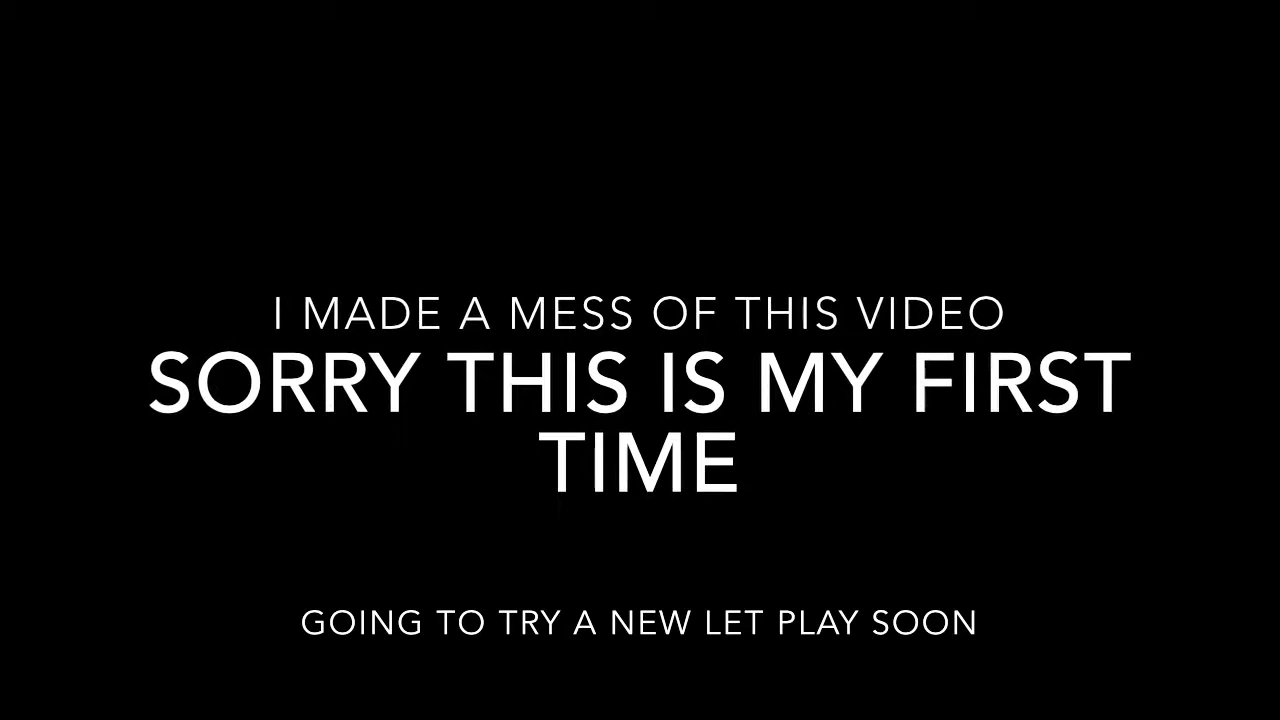 I MADE A MESS OF THIS VIDEO
SORRY THIS IS MY FIRST
TIME
GOING TO TRY A NEW LET PLAY SOON